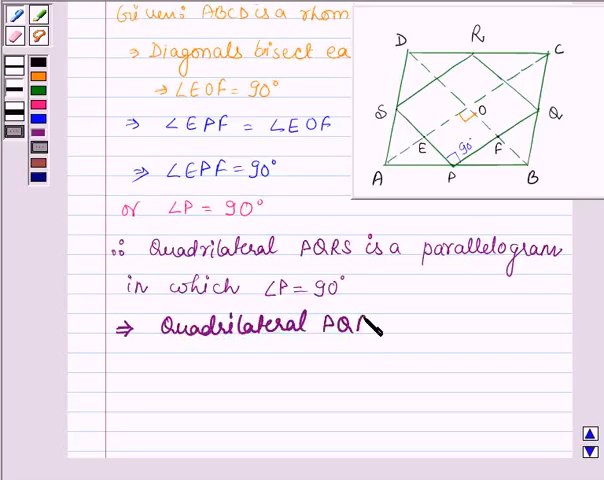 Given: ABCD is a rhom
⇒ Diagonals bisect ea
⇒ ∠EOF = 90°
⇒ ∠EPF = ∠EOF
⇒ ∠EPF = 90°
or ∠P = 90°
∴ Quadrilateral PQRS is a parallelogram
in which ∠P = 90°
⇒ Quadrilateral PQR
D R C
S O Q
E 90° F
A P B